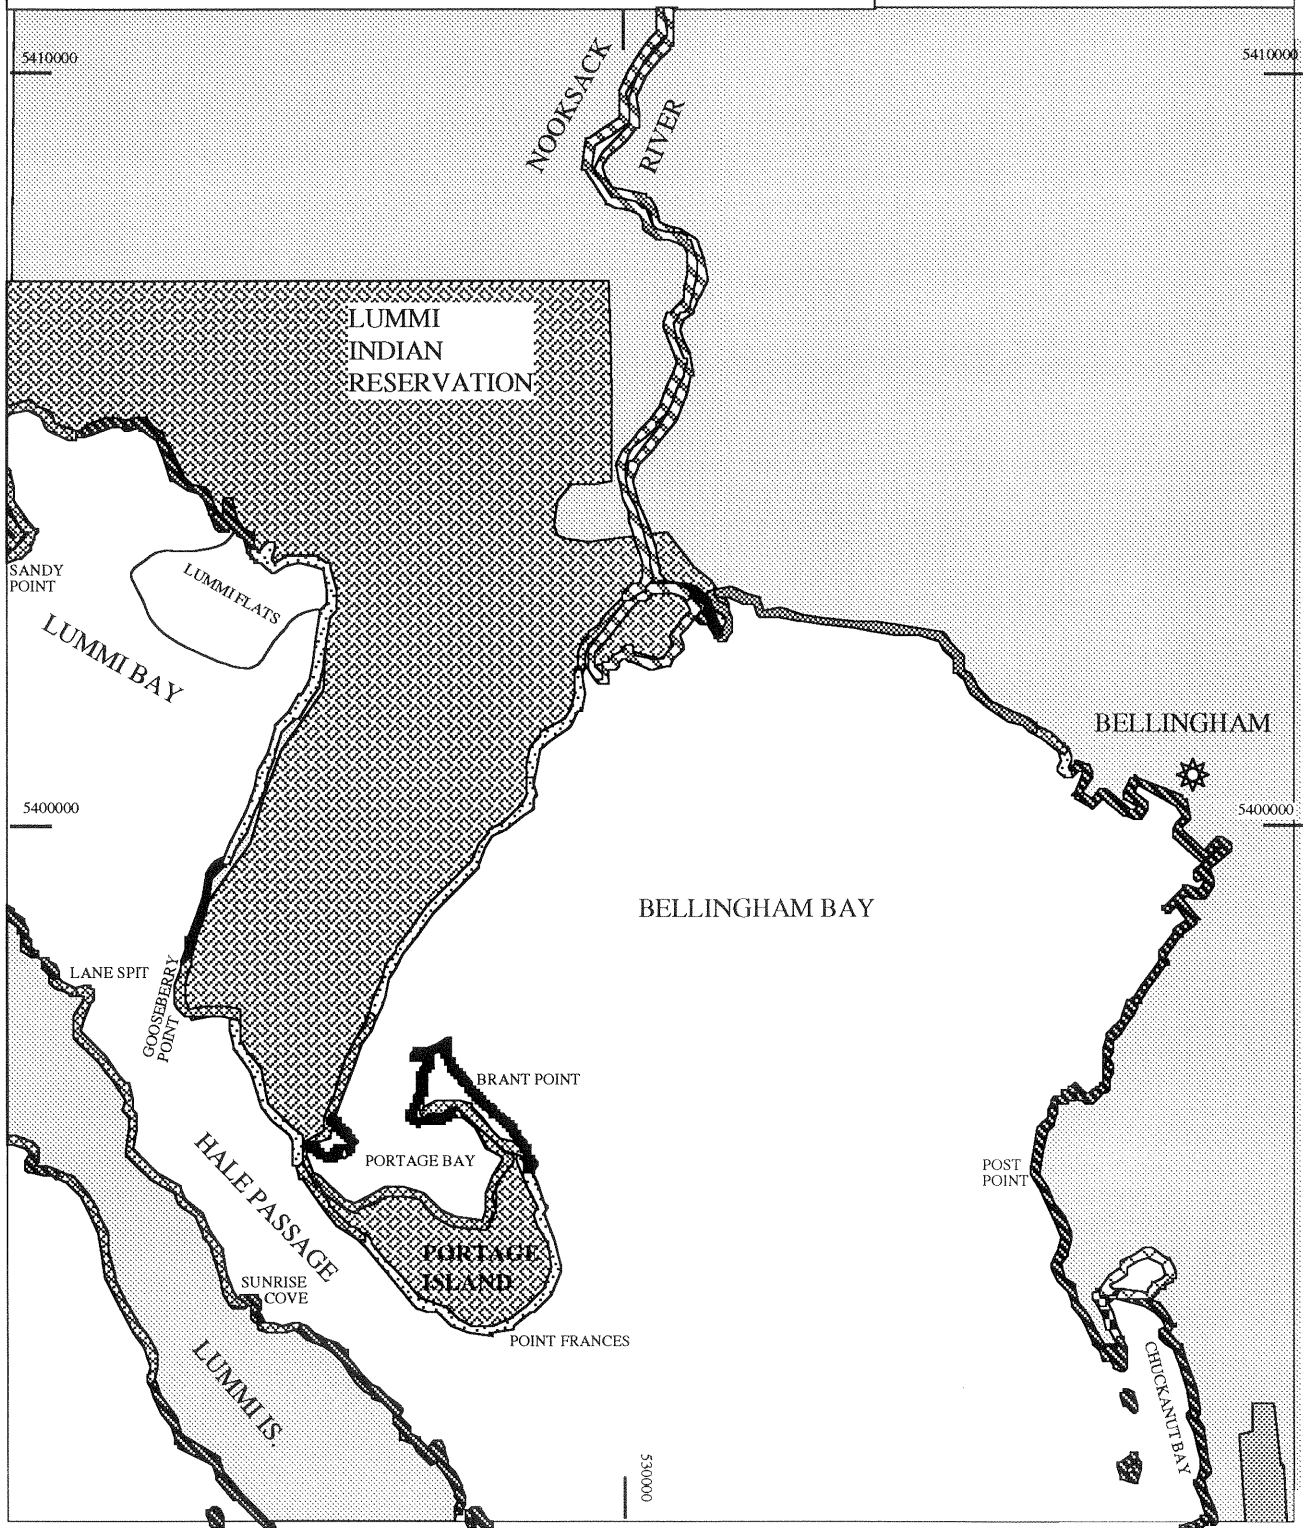 5410000
5410000
NOOKSACK
RIVER
LUMMI
INDIAN
RESERVATION
SANDY
POINT
LUMMI FLATS
LUMMI BAY
BELLINGHAM
5400000
5400000
BELLINGHAM BAY
LANE SPIT
GOOSEBERRY
POINT
BRANT POINT
PORTAGE BAY
HALE PASSAGE
POST
POINT
PORTAGE
ISLAND
SUNRISE
COVE
POINT FRANCES
LUMMI IS.
CHUCKANUT BAY
530000